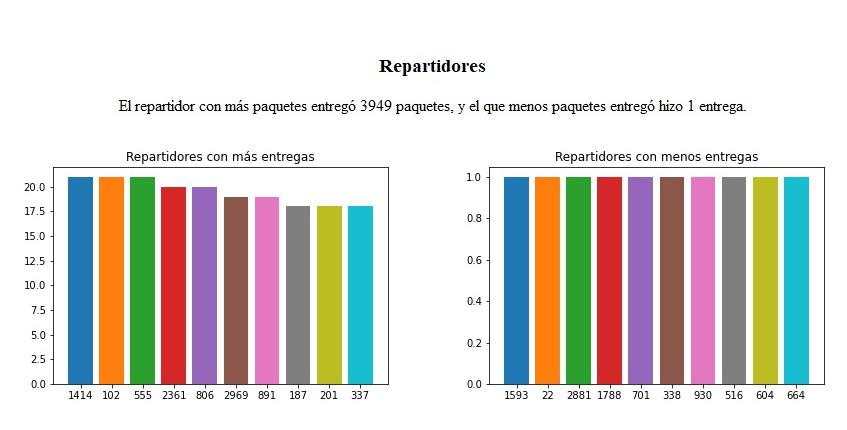 Repartidores
El repartidor con más paquetes entregó 3949 paquetes, y el que menos paquetes entregó hizo 1 entrega.
Repartidores con más entregas
20.0
17.5
15.0
12.5
10.0
7.5
5.0
2.5
0.0
1414 102 555 2361 806 2969 891 187 201 337
Repartidores con menos entregas
1.0
0.8
0.6
0.4
0.2
0.0
1593 22 2881 1788 701 338 930 516 604 664